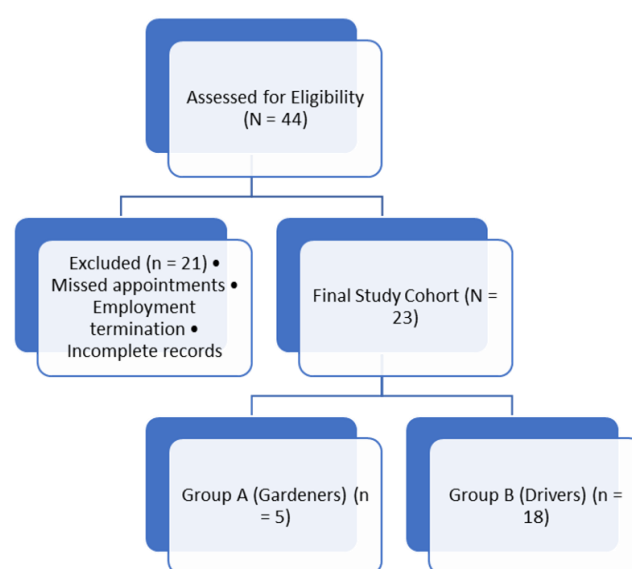 Assessed for Eligibility
(N = 44)
Excluded (n = 21) •
Missed appointments •
Employment
termination •
Incomplete records
Final Study Cohort (N =
23)
Group A (Gardeners) (n
= 5)
Group B (Drivers) (n =
18)